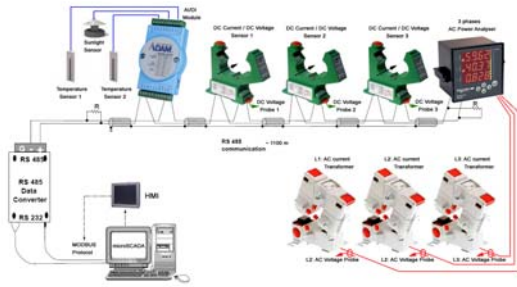 AI/DI
Module
Sunlight
Sensor
Temperature
Sensor 1
Temperature
Sensor 2
ADAM
DC Current / DC Voltage
Sensor 1
DC Current / DC Voltage
Sensor 2
DC Current / DC Voltage
Sensor 3
3 phases
AC Power Analyser
DC Voltage
Probe 1
DC Voltage
Probe 2
DC Voltage
Probe 3
RS 485
communication
~ 1100 m
RS 485
RS 485
Data
Converter
RS 232
HMI
MODBUS
Protocol
microSCADA
L1: AC current
Transformer
L2: AC current
Transformer
L3: AC current
Transformer
L2: AC Voltage Probe
L2: AC Voltage Probe
L3: AC Voltage Probe